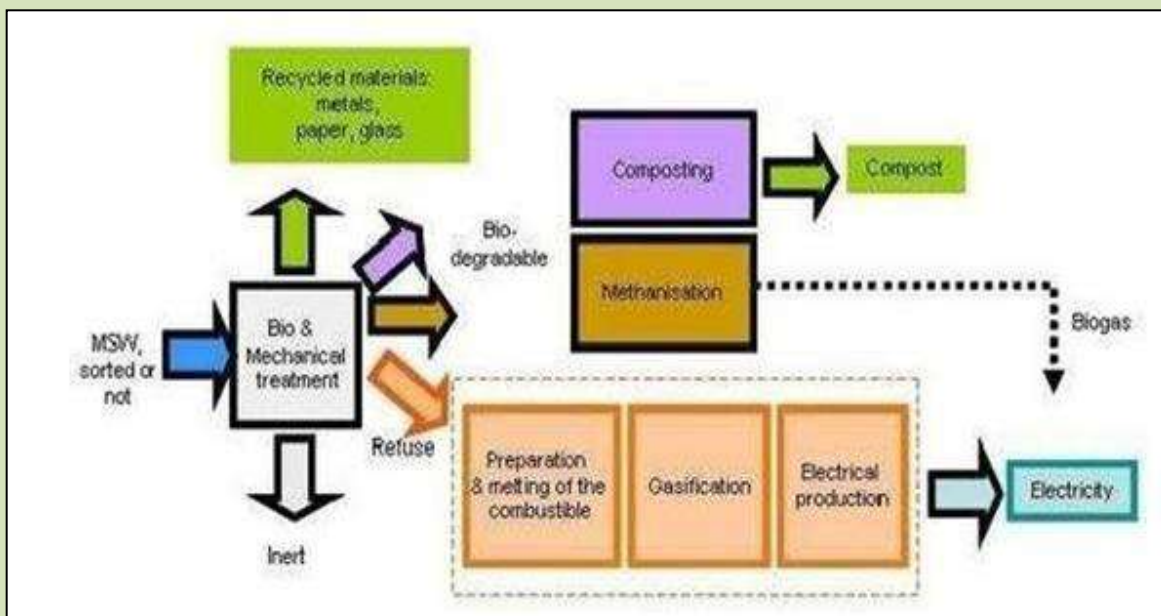 Recycled materials:
metals,
paper, glass
Composting
Compost
Bio-
degradable
Methanisation
Biogas
MSW,
sorted or
not
Bio &
Mechanical
treatment
Refuse
Preparation
& melting of the
combustible
Gasification
Electrical
production
Electricity
Inert